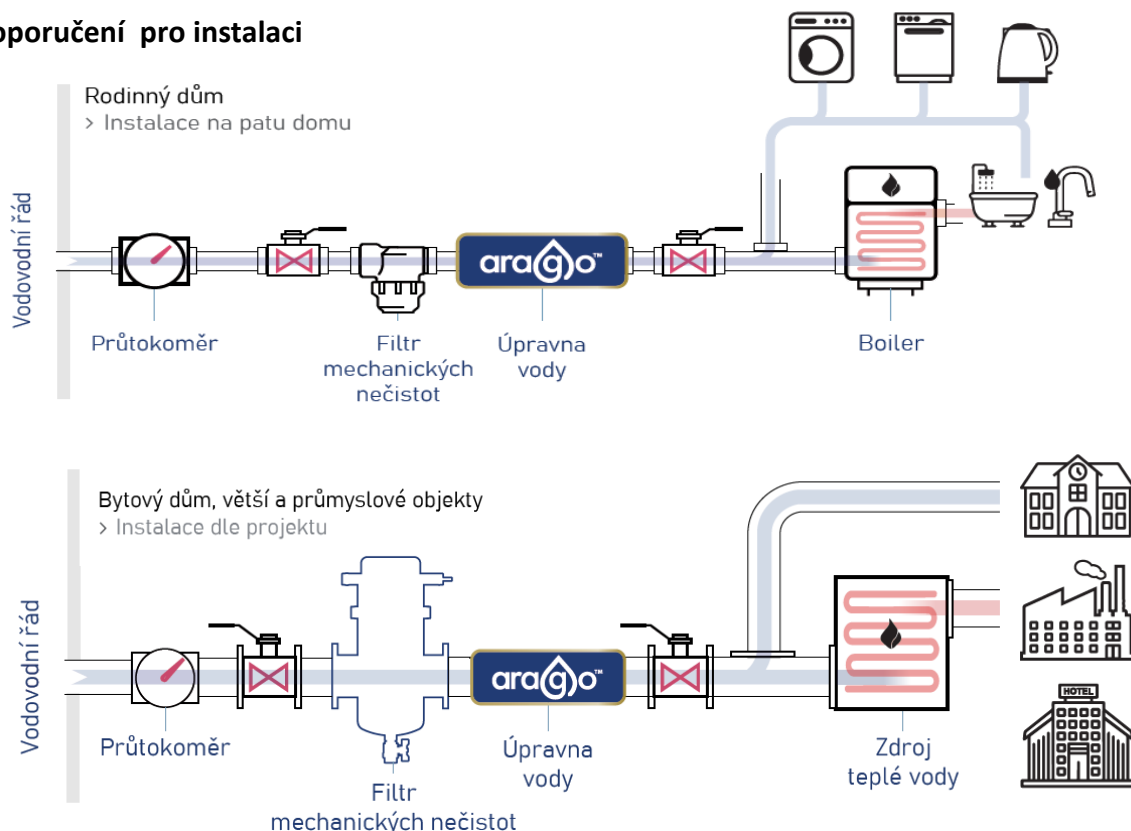 oporučení pro instalaci
Rodinný dům
> Instalace na patu domu
Vodovodní řád
arago™
Průtokoměr
Filtr
mechanických
nečistot
Úpravna
vody
Boiler
Bytový dům, větší a průmyslové objekty
> Instalace dle projektu
Vodovodní řád
arago™
HOTEL
Průtokoměr
Filtr
mechanických nečistot
Úpravna
vody
Zdroj
teplé vody